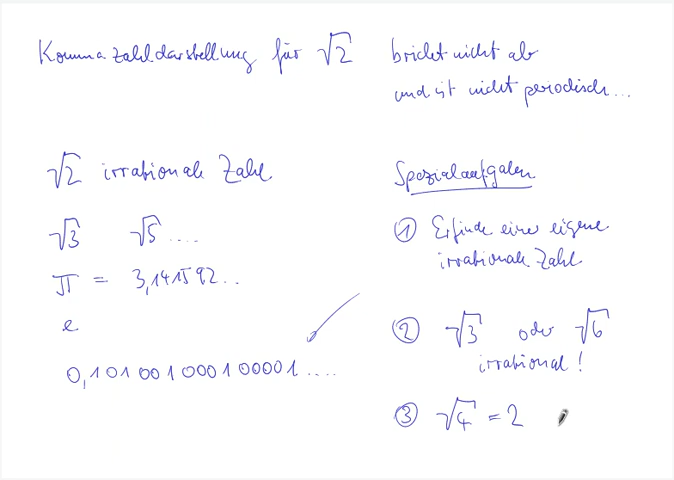 Kommazahldarstellung für √2 bricht nicht ab
und ist nicht periodisch...
√2 irrationale Zahl
√3 √5 ....
π = 3,141592..
e
0,101001000100001....
Spezialaufgaben
① Erfinde eine eigene
irrationale Zahl
② √3 oder √6
irrational!
③ √4 = 2